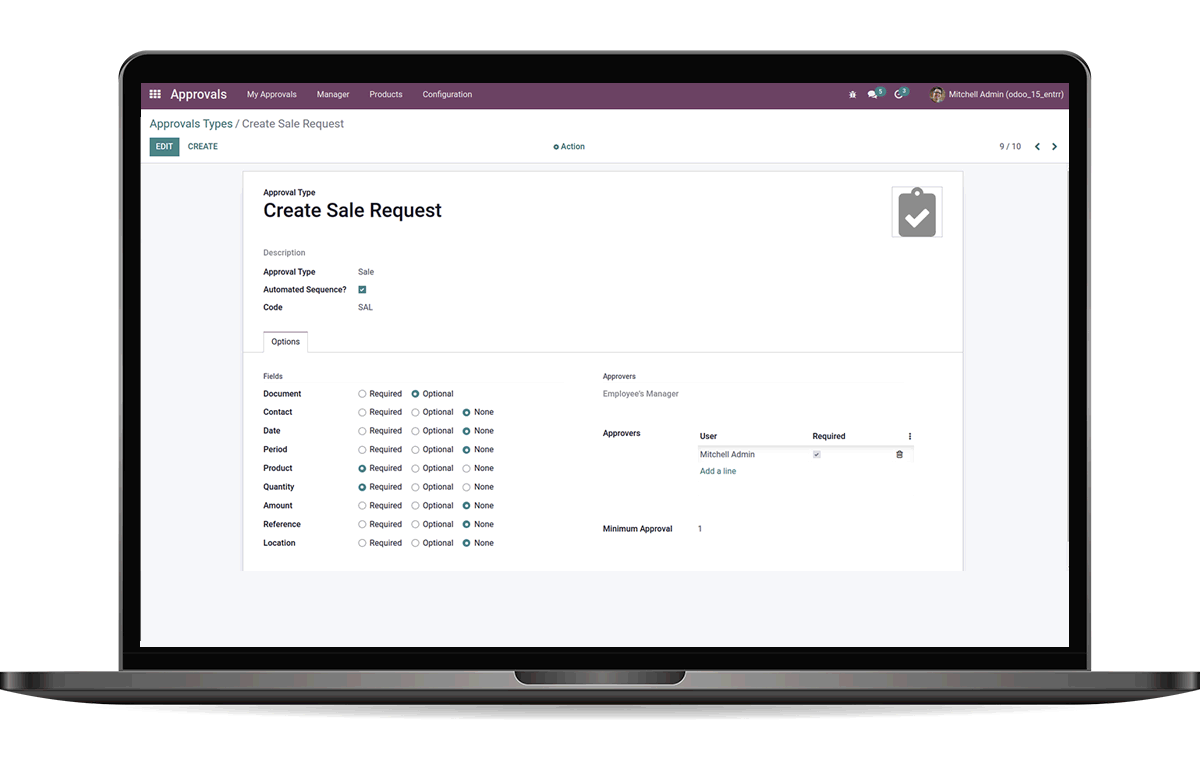 Approvals My Approvals Manager Products Configuration 5 3 Mitchell Admin (odoo_15_entrr)
Approvals Types / Create Sale Request
EDIT CREATE Action 9 / 10
Approval Type
Create Sale Request
Description
Approval Type Sale
Automated Sequence?
Code SAL
Options
Fields Approvers
Document Required Optional Employee's Manager
Contact Required Optional None
Date Required Optional None Approvers User Required
Period Required Optional None Mitchell Admin
Product Required Optional None Add a line
Quantity Required Optional None
Amount Required Optional None
Reference Required Optional None Minimum Approval 1
Location Required Optional None